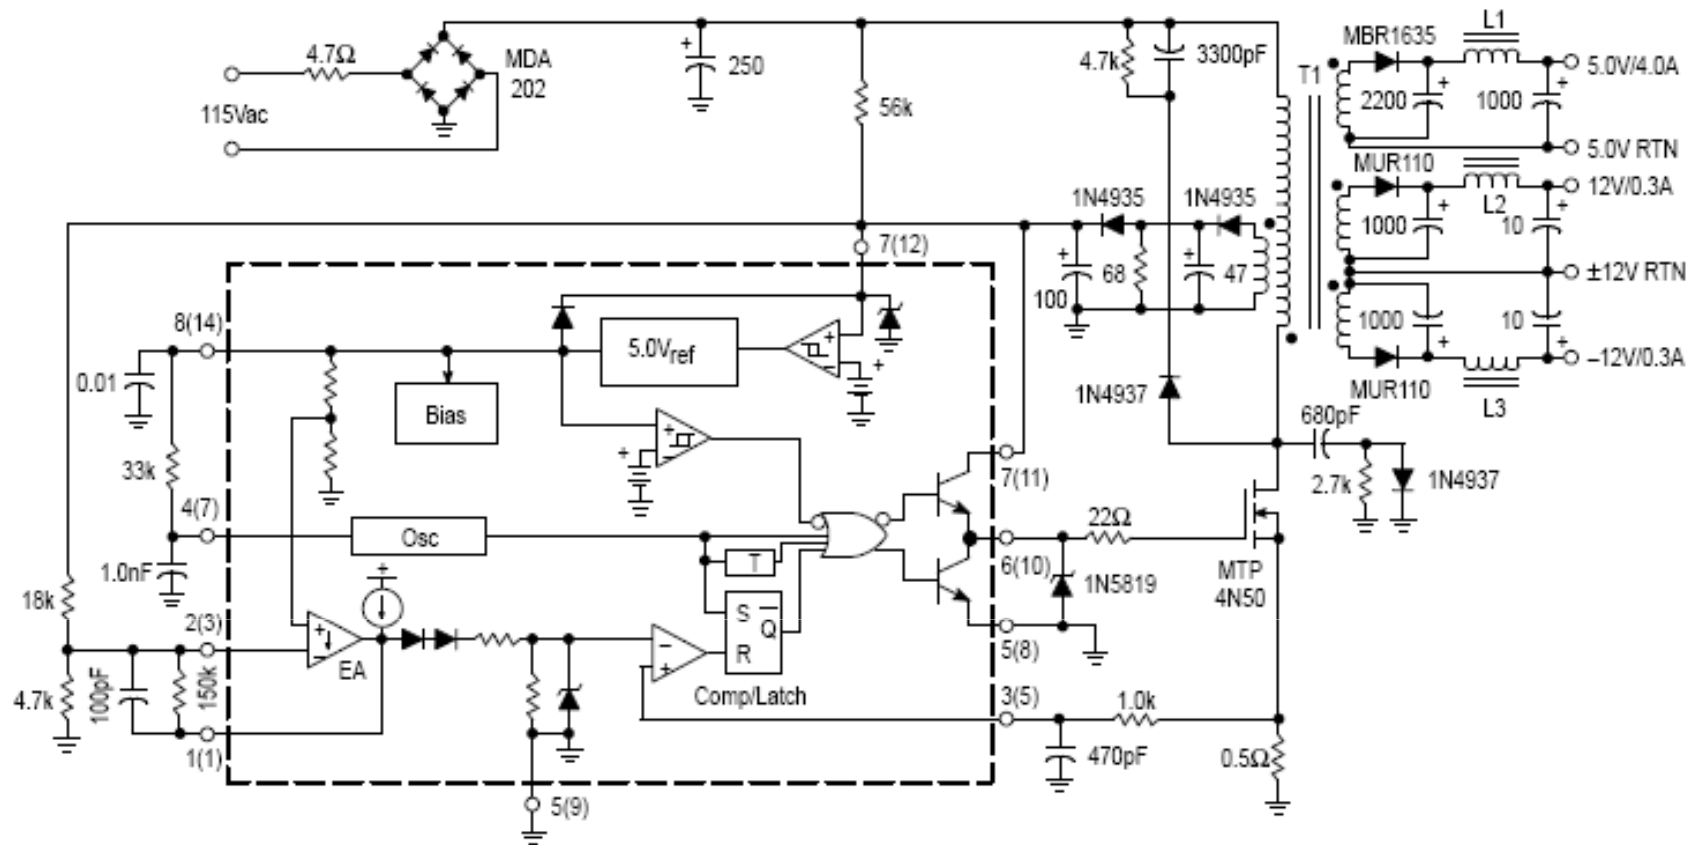 4.7Ω
MDA
202
115Vac
+
250
56k
4.7k
3300pF
T1
MBR1635
L1
+
2200
+
1000
5.0V/4.0A
5.0V RTN
MUR110
12V/0.3A
L2
+
1000
+
10
±12V RTN
1000
+
10
+
MUR110
L3
–12V/0.3A
1N4935
1N4935
7(12)
+
100
68
+
47
8(14)
0.01
5.0Vref
+
–
+
Bias
+
–
+
1N4937
680pF
2.7k
1N4937
33k
4(7)
Osc
1.0nF
T
7(11)
22Ω
6(10)
1N5819
MTP
4N50
18k
2(3)
+
–
EA
+
S
Q
R
–
+
Comp/Latch
5(8)
3(5)
1.0k
4.7k
100pF
150k
1(1)
470pF
0.5Ω
5(9)